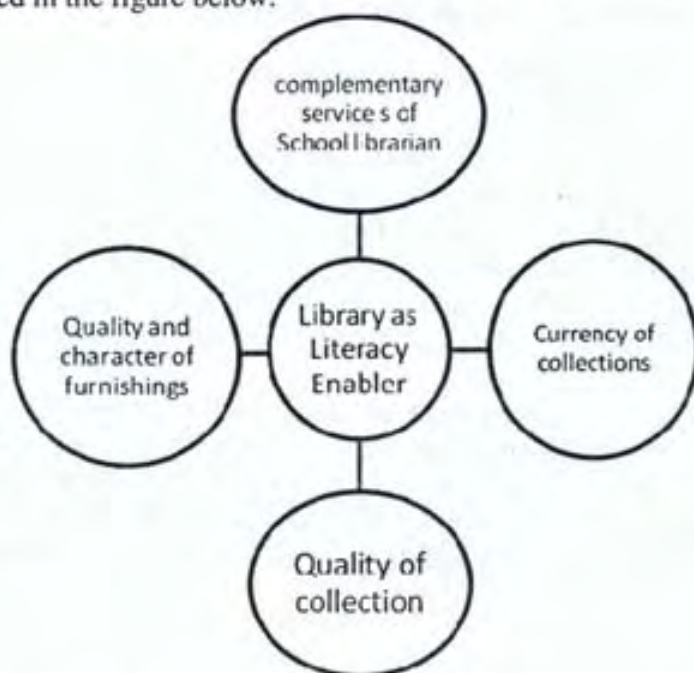 ed in the figure below.
complementary
services of
School librarian
Quality and
character of
furnishings
Library as
Literacy
Enabler
Currency of
collections
Quality of
collection